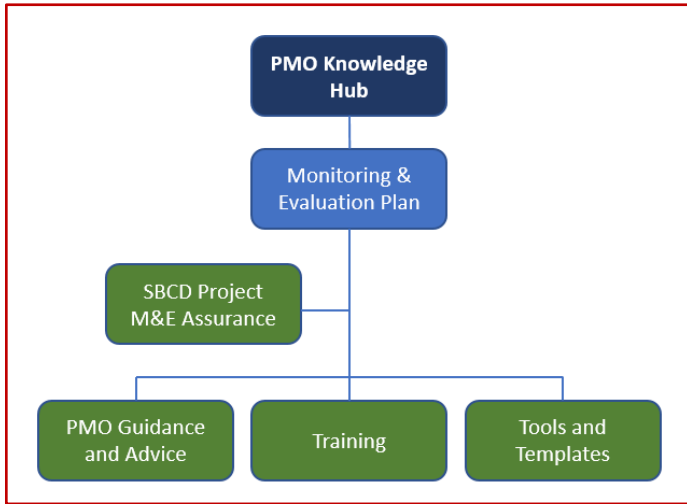 PMO Knowledge
Hub
Monitoring &
Evaluation Plan
SBCD Project
M&E Assurance
PMO Guidance
and Advice
Training
Tools and
Templates